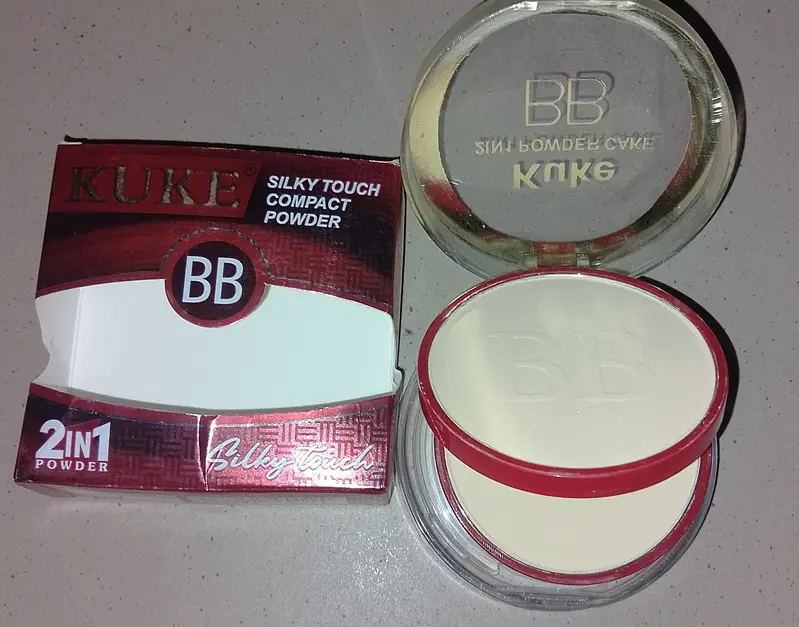 KUKE®
SILKY TOUCH
COMPACT
POWDER
BB
2IN1
POWDER
Silky touch
BB
2IN1 POWDER CAKE
Kuke
BB